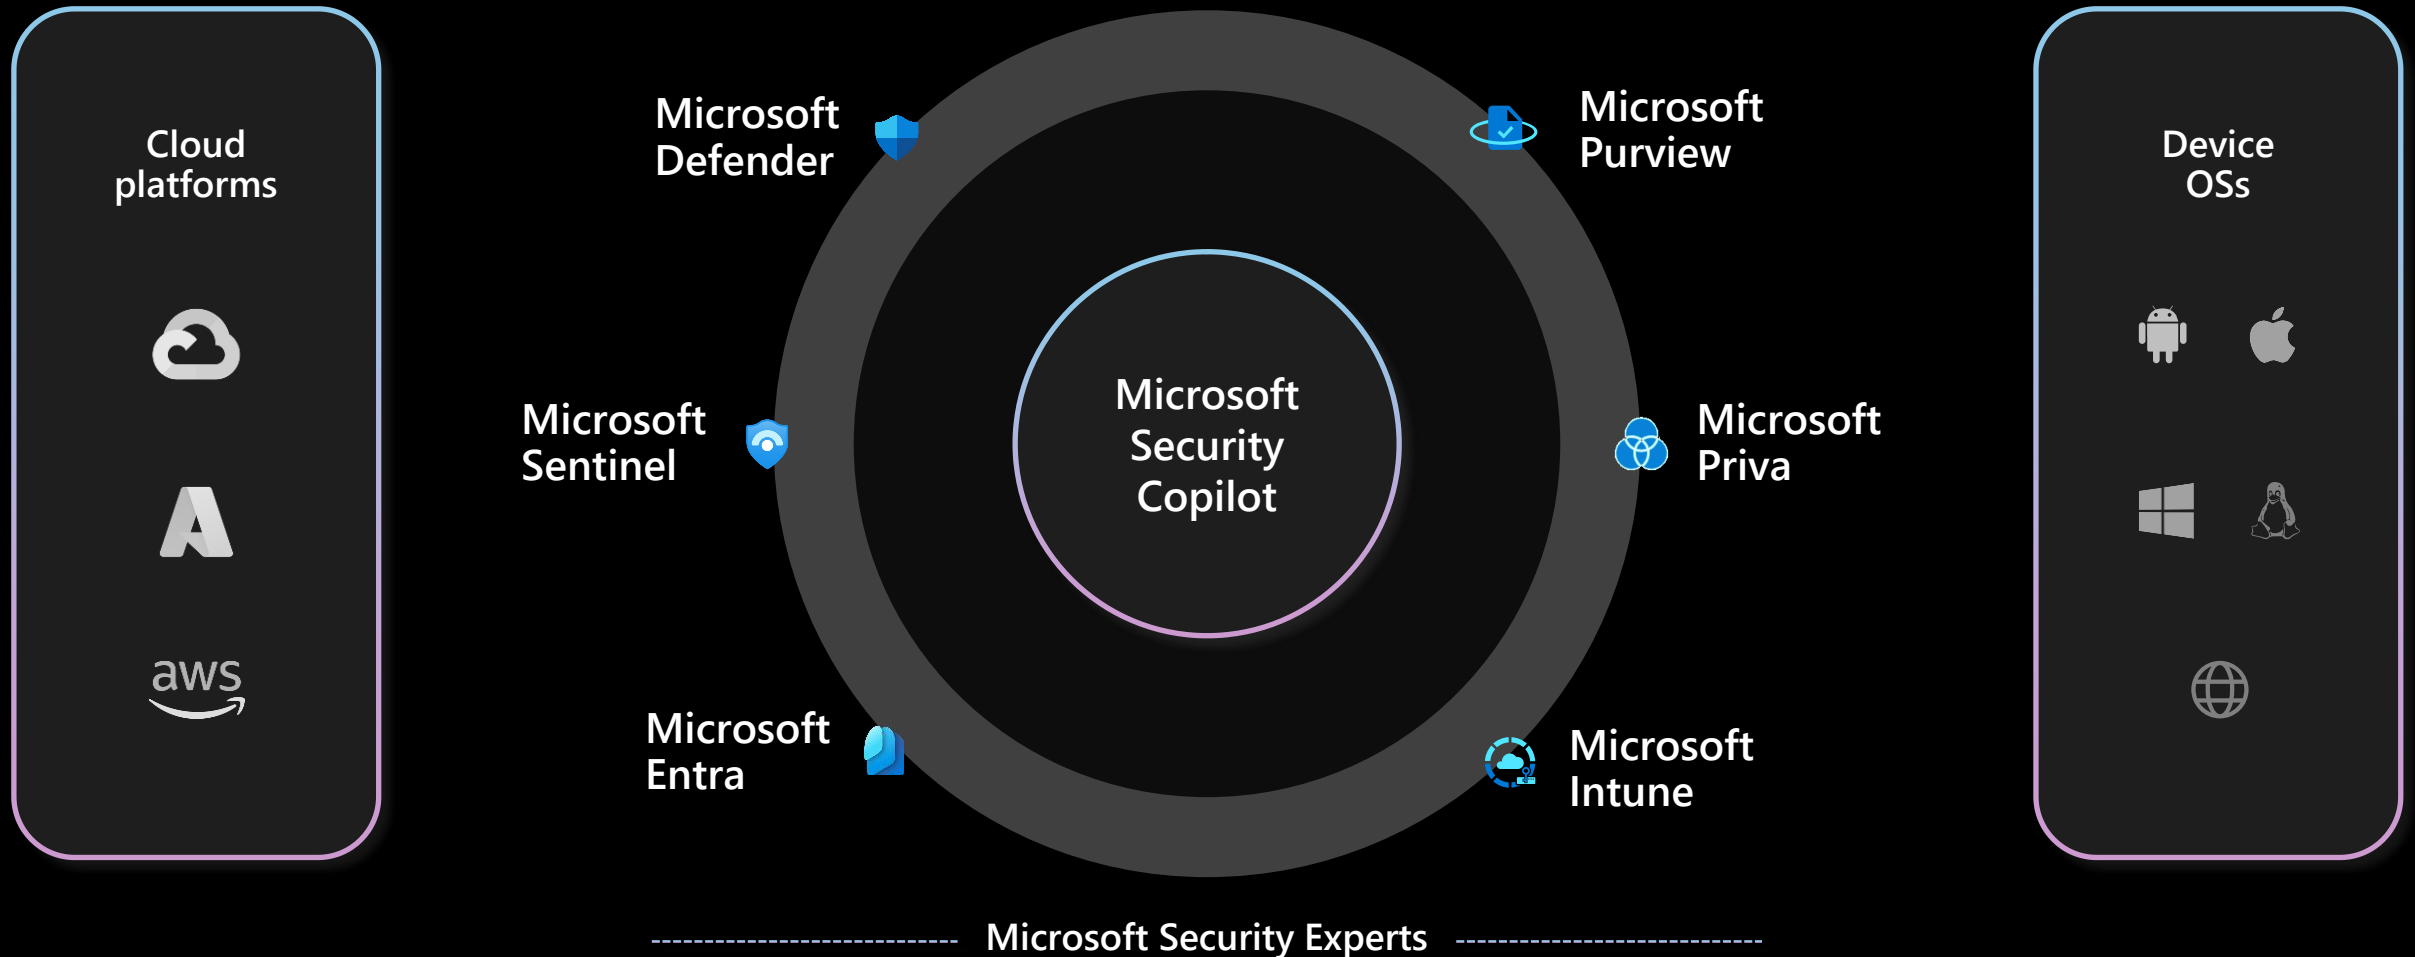 Cloud
platforms
aws
Microsoft
Defender
Microsoft
Sentinel
Microsoft
Entra
Microsoft
Security
Copilot
Microsoft
Purview
Microsoft
Priva
Microsoft
Intune
Device
OSs
Microsoft Security Experts